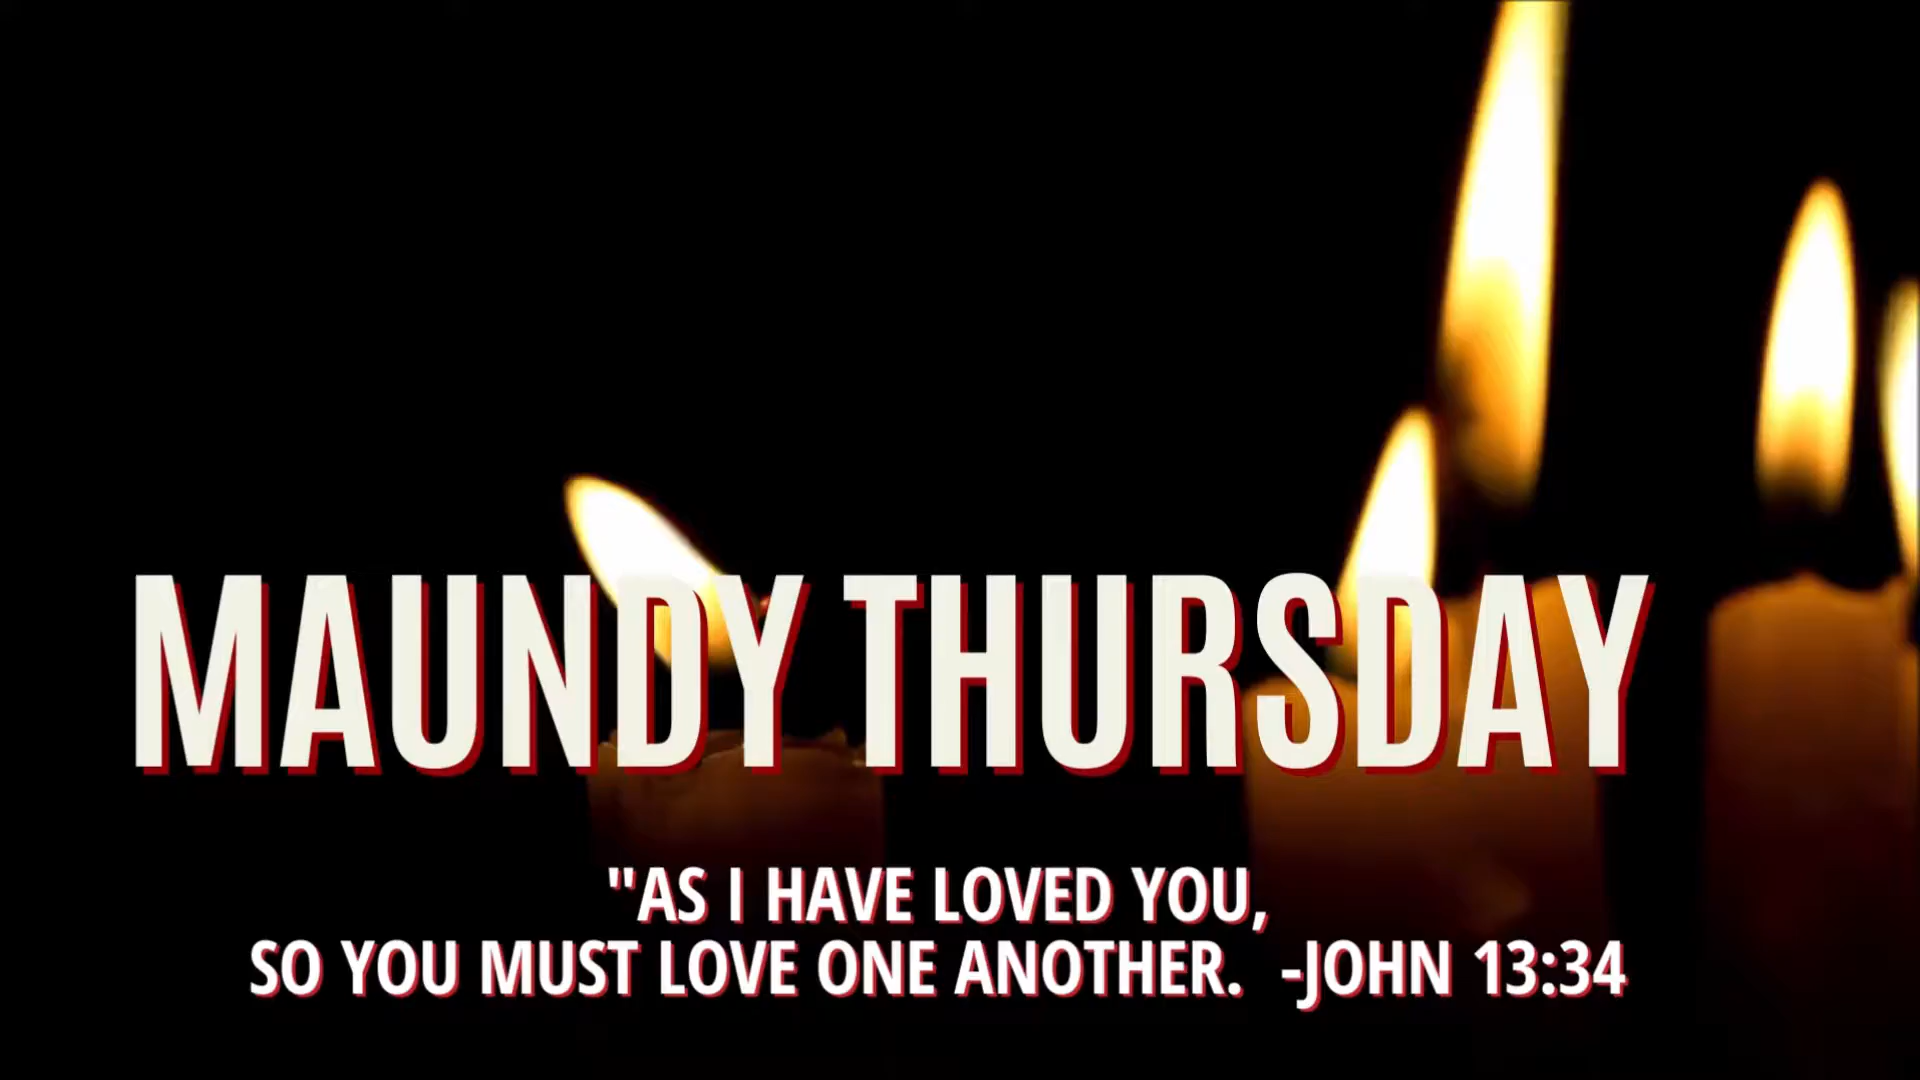 MAUNDY THURSDAY
"AS I HAVE LOVED YOU,
SO YOU MUST LOVE ONE ANOTHER.  -JOHN 13:34